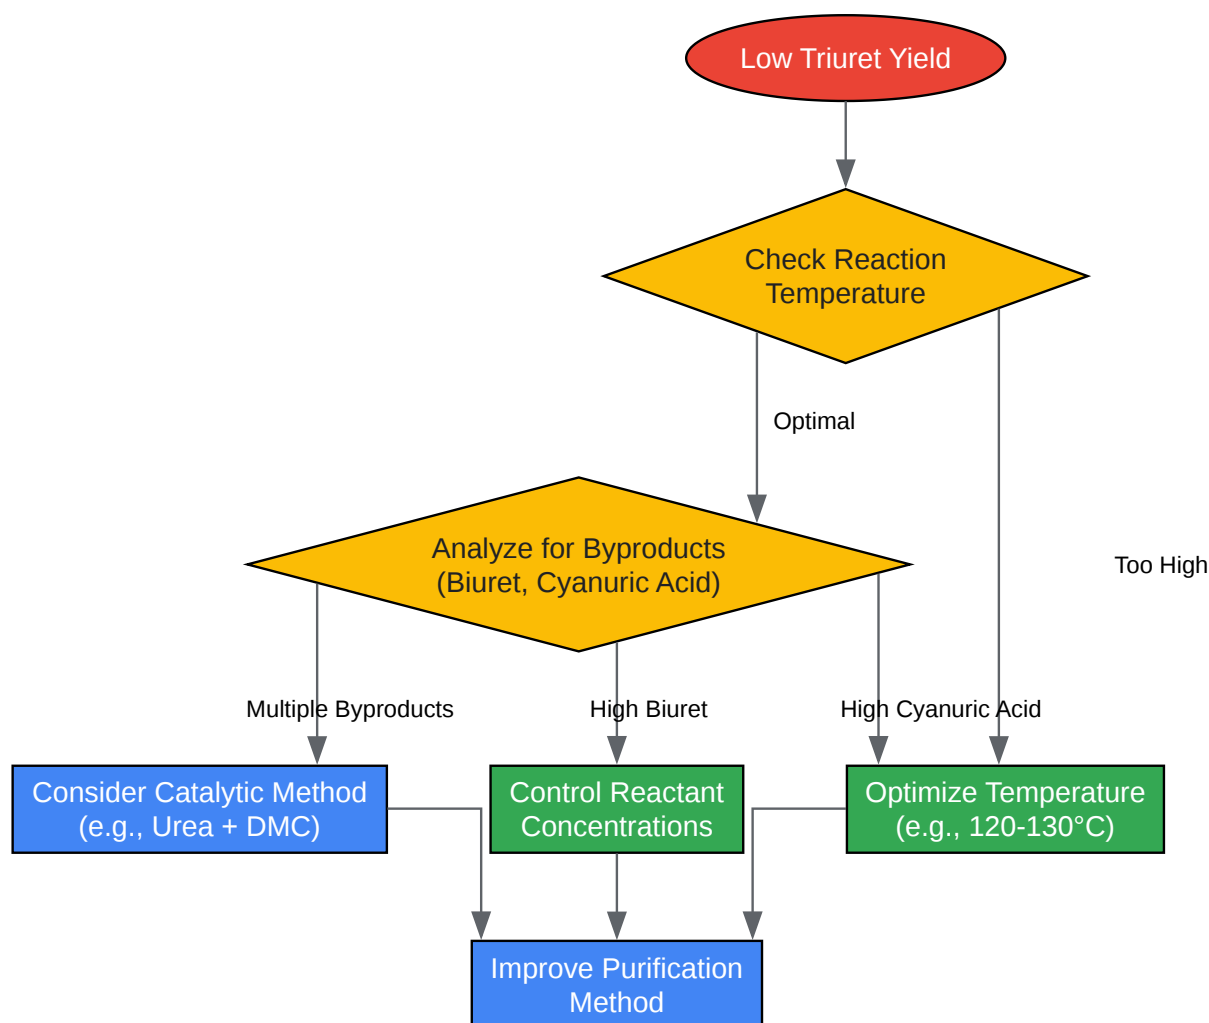 Low Triuret Yield
Check Reaction
Temperature
Optimal
Analyze for Byproducts
(Biuret, Cyanuric Acid)
Too High
Multiple Byproducts
High Biuret
High Cyanuric Acid
Consider Catalytic Method
(e.g., Urea + DMC)
Control Reactant
Concentrations
Optimize Temperature
(e.g., 120-130°C)
Improve Purification
Method